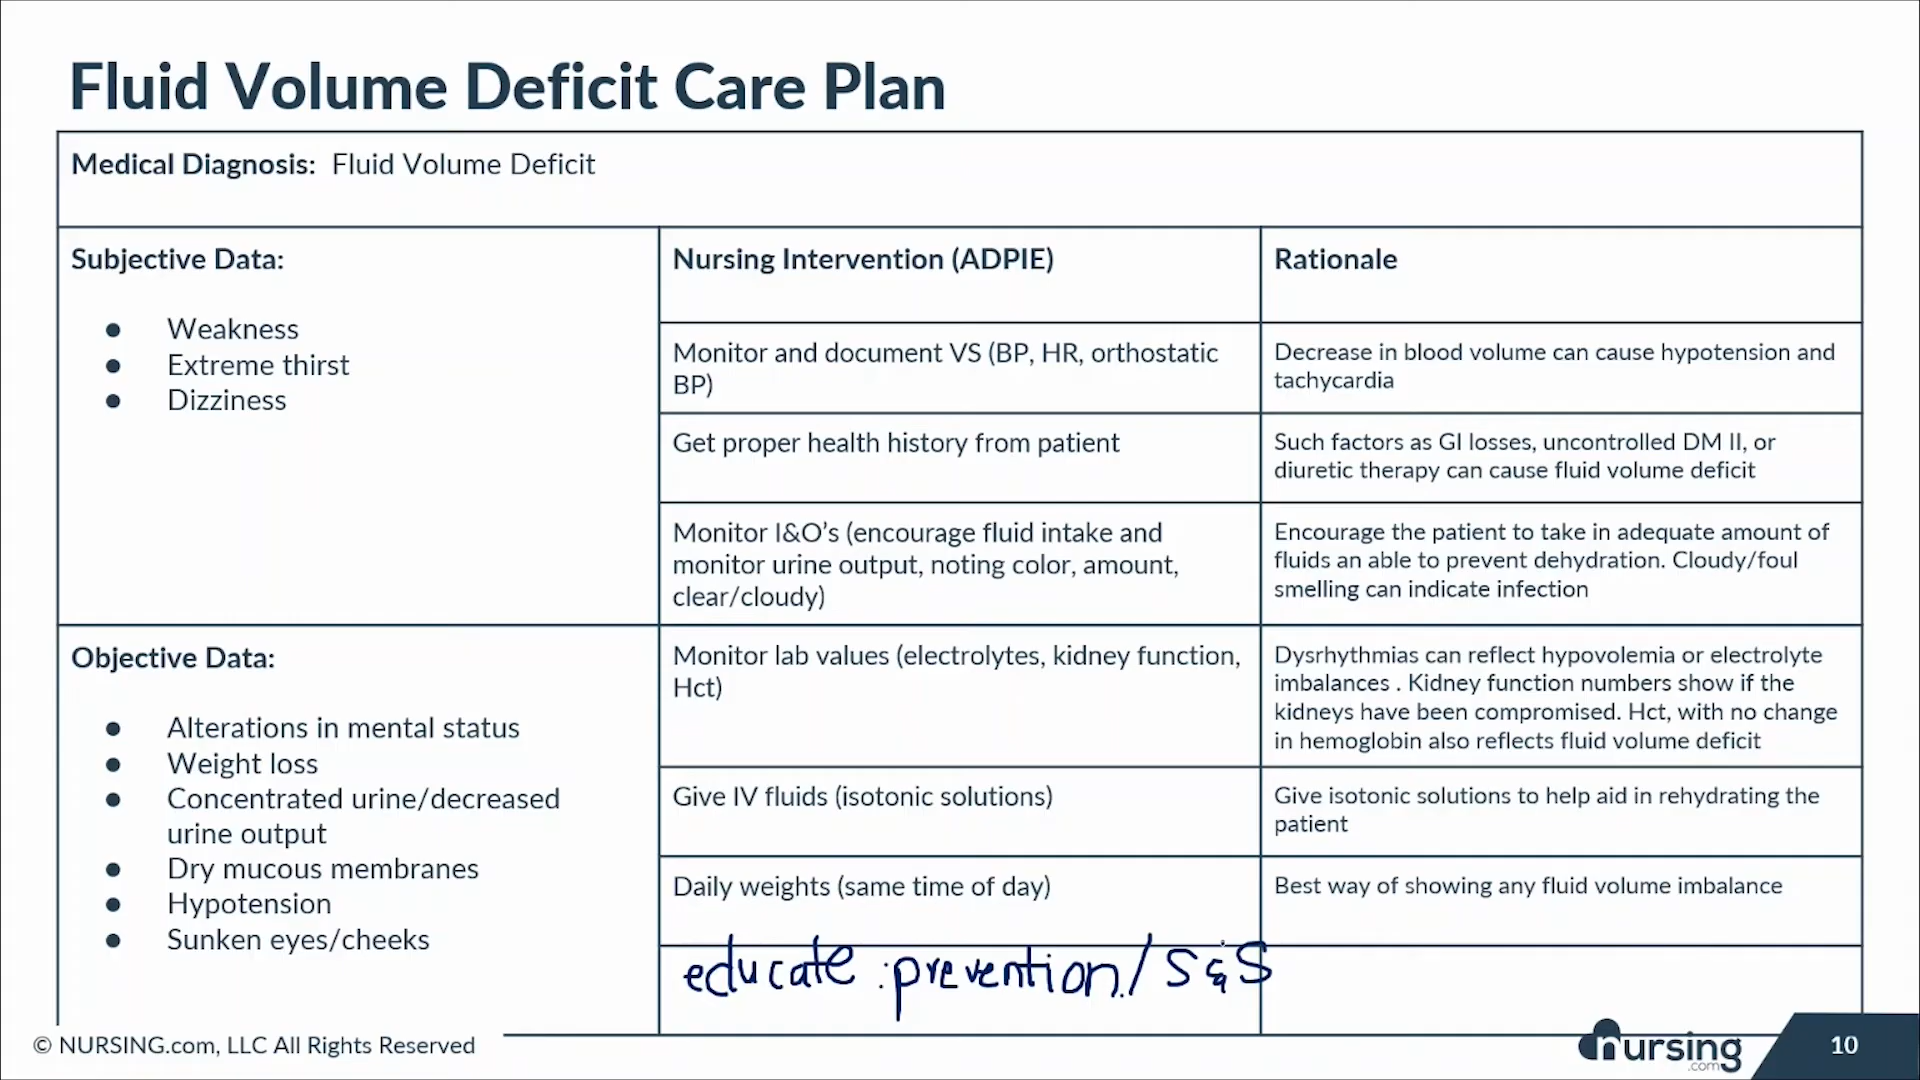 Fluid Volume Deficit Care Plan
Medical Diagnosis: Fluid Volume Deficit
Subjective Data:
● Weakness
● Extreme thirst
● Dizziness
Nursing Intervention (ADPIE)
Rationale
Monitor and document VS (BP, HR, orthostatic
BP)
Decrease in blood volume can cause hypotension and
tachycardia
Get proper health history from patient
Such factors as GI losses, uncontrolled DM II, or
diuretic therapy can cause fluid volume deficit
Monitor I&O’s (encourage fluid intake and
monitor urine output, noting color, amount,
clear/cloudy)
Encourage the patient to take in adequate amount of
fluids an able to prevent dehydration. Cloudy/foul
smelling can indicate infection
Objective Data:
● Alterations in mental status
● Weight loss
● Concentrated urine/decreased
urine output
● Dry mucous membranes
● Hypotension
● Sunken eyes/cheeks
Monitor lab values (electrolytes, kidney function,
Hct)
Dysrhythmias can reflect hypovolemia or electrolyte
imbalances . Kidney function numbers show if the
kidneys have been compromised. Hct, with no change
in hemoglobin also reflects fluid volume deficit
Give IV fluids (isotonic solutions)
Give isotonic solutions to help aid in rehydrating the
patient
Daily weights (same time of day)
Best way of showing any fluid volume imbalance
educate : prevention / S & S
© NURSING.com, LLC All Rights Reserved
nursing
.com
10